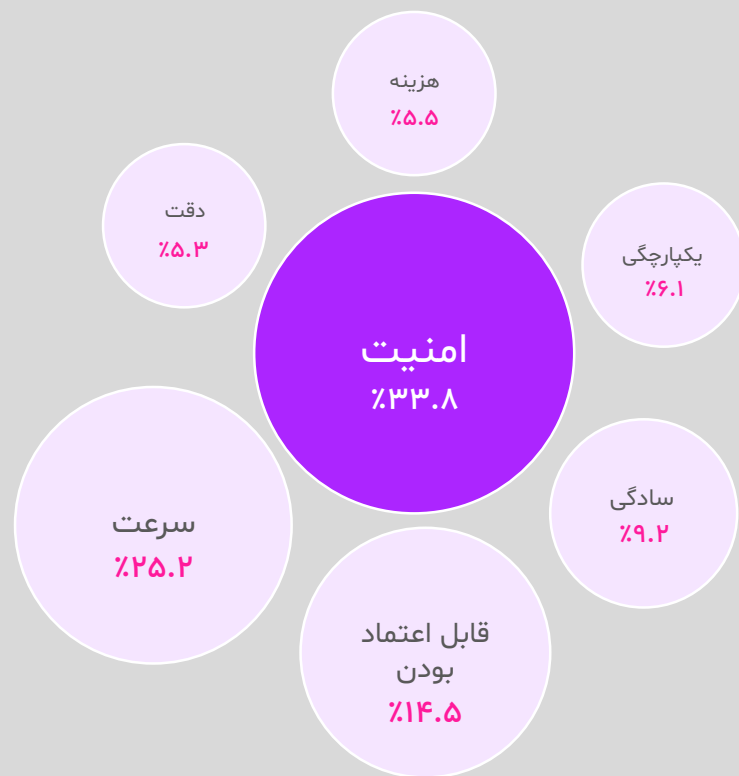 هزینه
٪۵.۵
دقت
٪۵.۳
یکپارچگی
٪۶.۱
امنیت
٪۳۳.۸
سادگی
٪۹.۲
سرعت
٪۲۵.۲
قابل اعتماد
بودن
٪۱۴.۵